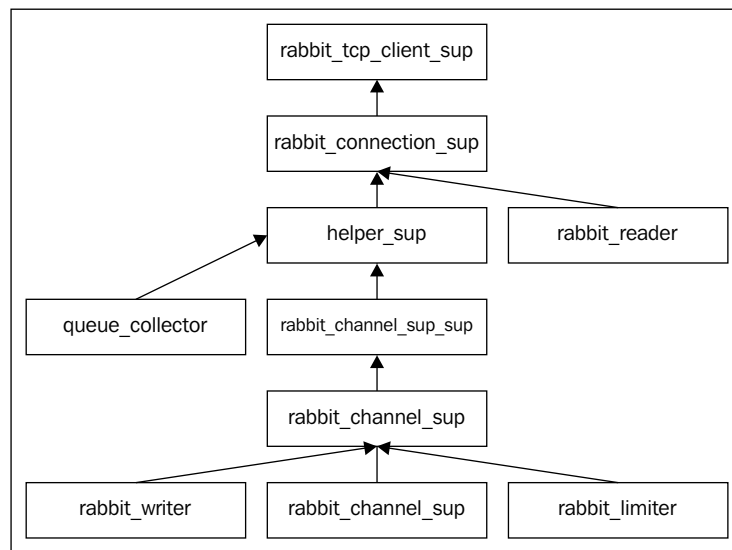 rabbit_tcp_client_sup
rabbit_connection_sup
helper_sup
rabbit_reader
queue_collector
rabbit_channel_sup_sup
rabbit_channel_sup
rabbit_writer
rabbit_channel_sup
rabbit_limiter